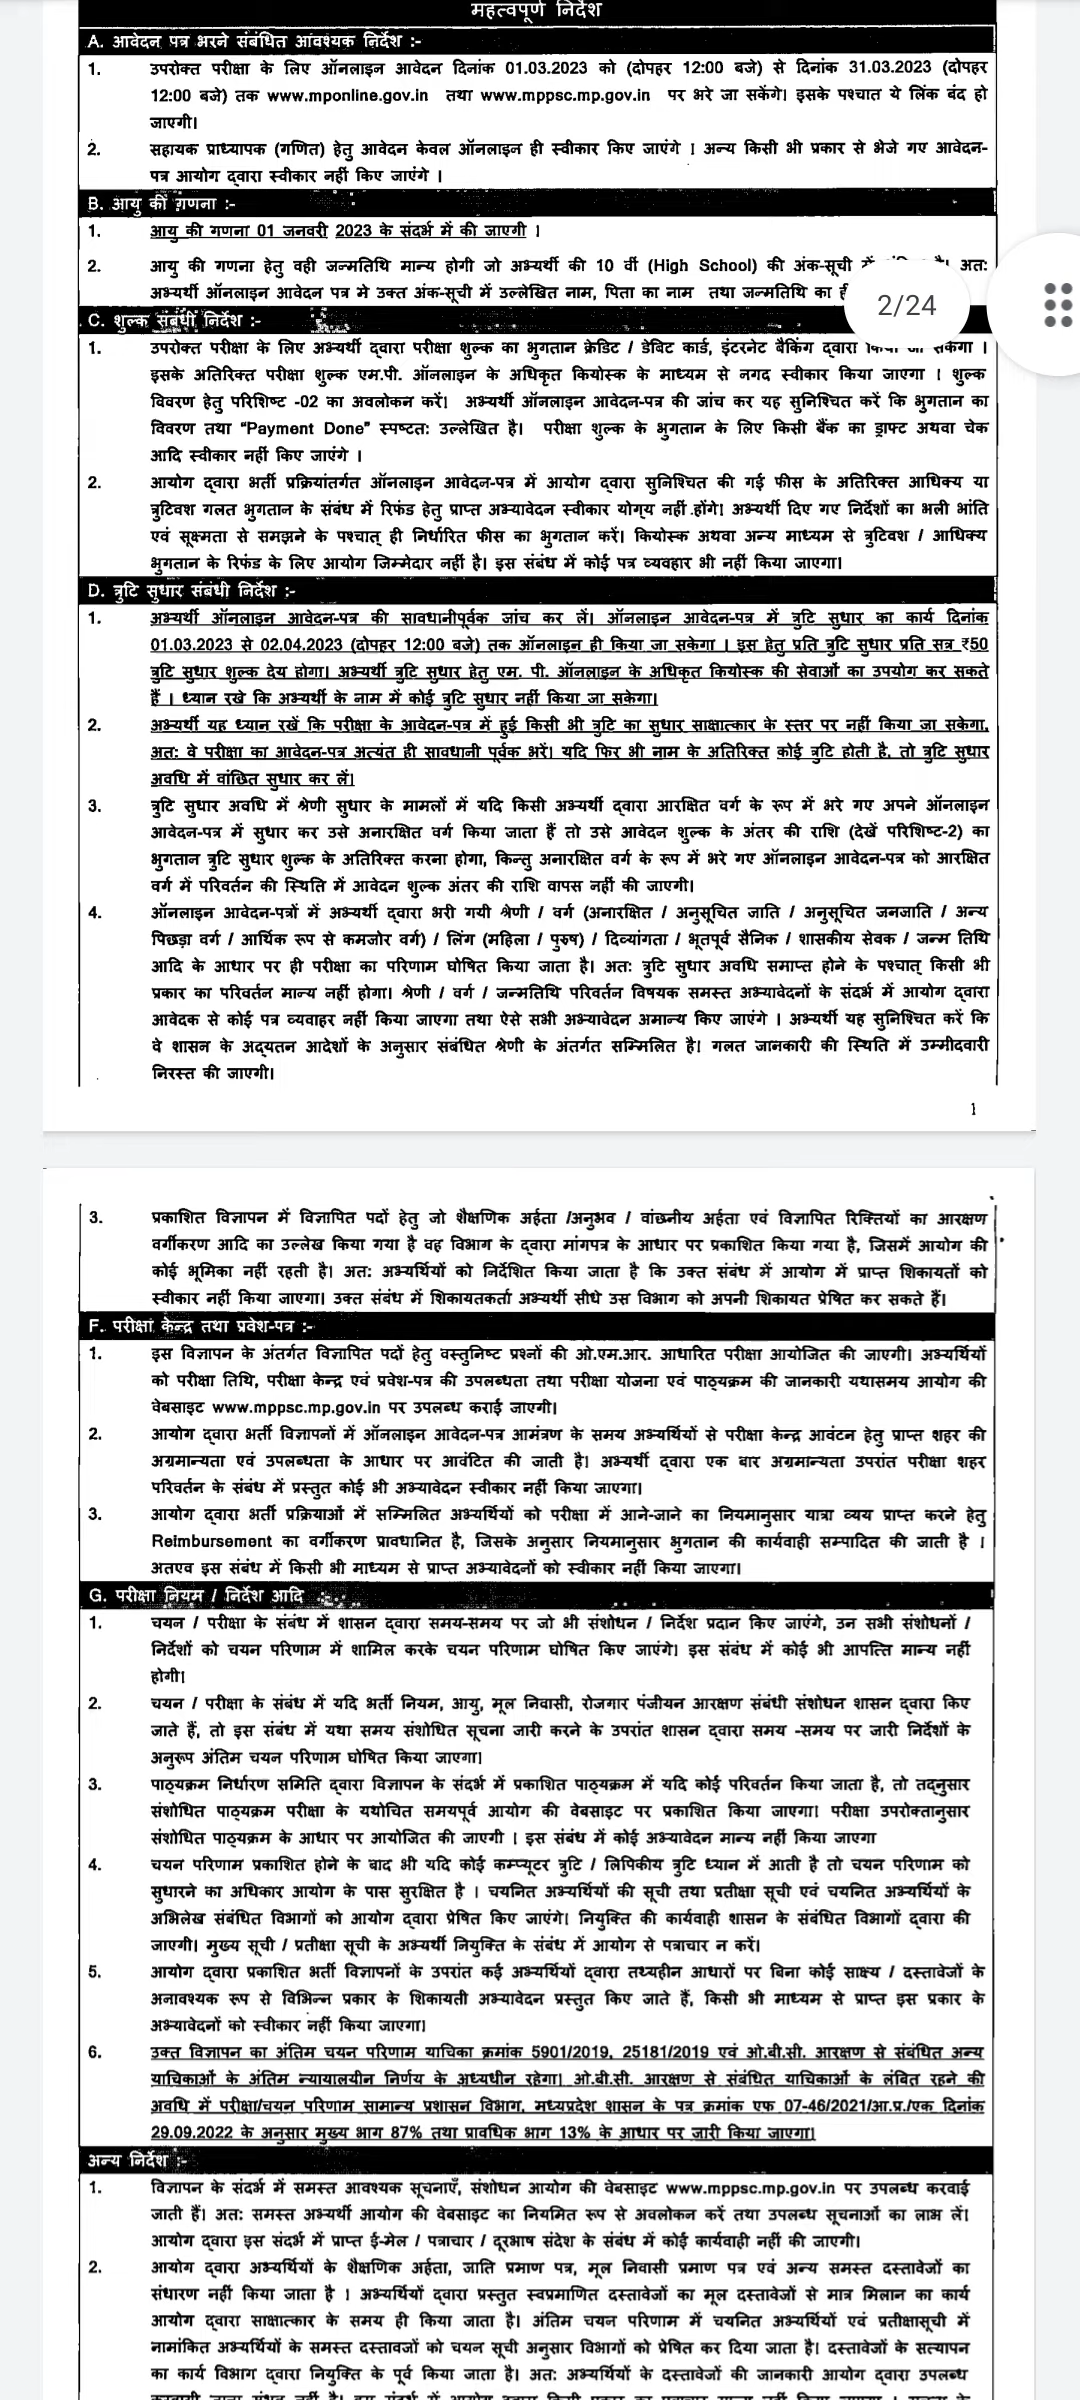 महत्वपूर्ण निर्देश
A. आवेदन पत्र भरने संबंधित आवश्यक निर्देश :-
1. उपरोक्त परीक्षा के लिए ऑनलाइन आवेदन दिनांक 01.03.2023 को (दोपहर 12:00 बजे) से दिनांक 31.03.2023 (दोपहर
12:00 बजे) तक www.mponline.gov.in तथा www.mppsc.mp.gov.in पर भरे जा सकेंगे। इसके पश्चात ये लिंक बंद हो
जाएगी।
2. सहायक प्राध्यापक (गणित) हेतु आवेदन केवल ऑनलाइन ही स्वीकार किए जाएंगे । अन्य किसी भी प्रकार से भेजे गए आवेदन-
पत्र आयोग द्वारा स्वीकार नहीं किए जाएंगे ।
B. आयु की गणना :-
1. आयु की गणना 01 जनवरी 2023 के संदर्भ में की जाएगी ।
2. आयु की गणना हेतु वही जन्मतिथि मान्य होगी जो अभ्यर्थी की 10 वीं (High School) की अंक-सूची अतः
अभ्यर्थी ऑनलाइन आवेदन पत्र मे उक्त अंक-सूची में उल्लेखित नाम, पिता का नाम तथा जन्मतिथि का
2/24
C. शुल्क संबंधी निर्देश :-
1. उपरोक्त परीक्षा के लिए अभ्यर्थी द्वारा परीक्षा शुल्क का भुगतान क्रेडिट / डेबिट कार्ड, इंटरनेट बैकिंग द्वारा किया जा सकेगा ।
इसके अतिरिक्त परीक्षा शुल्क एम.पी. ऑनलाइन के अधिकृत कियोस्क के माध्यम से नगद स्वीकार किया जाएगा । शुल्क
विवरण हेतु परिशिष्ट -02 का अवलोकन करें। अभ्यर्थी ऑनलाइन आवेदन-पत्र की जांच कर यह सुनिश्चित करें कि भुगतान का
विवरण तथा “Payment Done” स्पष्टत: उल्लेखित है। परीक्षा शुल्क के भुगतान के लिए किसी बैंक का ड्राफ्ट अथवा चेक
आदि स्वीकार नहीं किए जाएंगे ।
2. आयोग द्वारा भर्ती प्रक्रियांतर्गत ऑनलाइन आवेदन-पत्र में आयोग द्वारा सुनिश्चित की गई फीस के अतिरिक्त आधिक्य या
त्रुटिवश गलत भुगतान के संबंध में रिफंड हेतु प्राप्त अभ्यावेदन स्वीकार योग्य नहीं होंगे। अभ्यर्थी दिए गए निर्देशों का भली भांति
एवं सूक्ष्मता से समझने के पश्चात् ही निर्धारित फीस का भुगतान करें। कियोस्क अथवा अन्य माध्यम से त्रुटिवश / आधिक्य
भुगतान के रिफंड के लिए आयोग जिम्मेदार नहीं है। इस संबंध में कोई पत्र व्यवहार भी नहीं किया जाएगा।
D. त्रुटि सुधार संबंधी निर्देश :-
1. अभ्यर्थी ऑनलाइन आवेदन-पत्र की सावधानीपूर्वक जांच कर लें। ऑनलाइन आवेदन-पत्र में त्रुटि सुधार का कार्य दिनांक
01.03.2023 से 02.04.2023 (दोपहर 12:00 बजे) तक ऑनलाइन ही किया जा सकेगा । इस हेतु प्रति त्रुटि सुधार प्रति सत्र ₹50
त्रुटि सुधार शुल्क देय होगा। अभ्यर्थी त्रुटि सुधार हेतु एम. पी. ऑनलाइन के अधिकृत कियोस्क की सेवाओं का उपयोग कर सकते
हैं । ध्यान रखे कि अभ्यर्थी के नाम में कोई त्रुटि सुधार नहीं किया जा सकेगा।
2. अभ्यर्थी यह ध्यान रखें कि परीक्षा के आवेदन-पत्र में हुई किसी भी त्रुटि का सुधार साक्षात्कार के स्तर पर नहीं किया जा सकेगा,
अत: वे परीक्षा का आवेदन-पत्र अत्यंत ही सावधानी पूर्वक भरें। यदि फिर भी नाम के अतिरिक्त कोई त्रुटि होती है, तो त्रुटि सुधार
अवधि में वांछित सुधार कर लें।
3. त्रुटि सुधार अवधि में श्रेणी सुधार के मामलों में यदि किसी अभ्यर्थी द्वारा आरक्षित वर्ग के रूप में भरे गए अपने ऑनलाइन
आवेदन-पत्र में सुधार कर उसे अनारक्षित वर्ग किया जाता हैं तो उसे आवेदन शुल्क के अंतर की राशि (देखें परिशिष्ट-2) का
भुगतान त्रुटि सुधार शुल्क के अतिरिक्त करना होगा, किन्तु अनारक्षित वर्ग के रूप में भरे गए ऑनलाइन आवेदन-पत्र को आरक्षित
वर्ग में परिवर्तन की स्थिति में आवेदन शुल्क अंतर की राशि वापस नहीं की जाएगी।
4. ऑनलाइन आवेदन-पत्रों में अभ्यर्थी द्वारा भरी गयी श्रेणी / वर्ग (अनारक्षित / अनुसूचित जाति / अनुसूचित जनजाति / अन्य
पिछड़ा वर्ग / आर्थिक रूप से कमजोर वर्ग) / लिंग (महिला / पुरुष) / दिव्यांगता / भूतपूर्व सैनिक / शासकीय सेवक / जन्म तिथि
आदि के आधार पर ही परीक्षा का परिणाम घोषित किया जाता है। अत: त्रुटि सुधार अवधि समाप्त होने के पश्चात् किसी भी
प्रकार का परिवर्तन मान्य नहीं होगा। श्रेणी / वर्ग / जन्मतिथि परिवर्तन विषयक समस्त अभ्यावेदनों के संदर्भ में आयोग द्वारा
आवेदक से कोई पत्र व्यवाहर नहीं किया जाएगा तथा ऐसे सभी अभ्यावेदन अमान्य किए जाएंगे । अभ्यर्थी यह सुनिश्चित करें कि
वे शासन के अद्यतन आदेशों के अनुसार संबंधित श्रेणी के अंतर्गत सम्मिलित है। गलत जानकारी की स्थिति में उम्मीदवारी
निरस्त की जाएगी।
1
3. प्रकाशित विज्ञापन में विज्ञापित पदों हेतु जो शैक्षणिक अर्हता /अनुभव / वांछनीय अर्हता एवं विज्ञापित रिक्तियों का आरक्षण
वर्गीकरण आदि का उल्लेख किया गया है वह विभाग के द्वारा मांगपत्र के आधार पर प्रकाशित किया गया है, जिसमें आयोग की
कोई भूमिका नहीं रहती है। अत: अभ्यर्थियों को निर्देशित किया जाता है कि उक्त संबंध में आयोग में प्राप्त शिकायतों को
स्वीकार नहीं किया जाएगा। उक्त संबंध में शिकायतकर्ता अभ्यर्थी सीधे उस विभाग को अपनी शिकायत प्रेषित कर सकते हैं।
F. परीक्षा केन्द्र तथा प्रवेश-पत्र :-
1. इस विज्ञापन के अंतर्गत विज्ञापित पदों हेतु वस्तुनिष्ट प्रश्नों की ओ.एम.आर. आधारित परीक्षा आयोजित की जाएगी। अभ्यर्थियों
को परीक्षा तिथि, परीक्षा केन्द्र एवं प्रवेश-पत्र की उपलब्धता तथा परीक्षा योजना एवं पाठ्यक्रम की जानकारी यथासमय आयोग की
वेबसाइट www.mppsc.mp.gov.in पर उपलब्ध कराई जाएगी।
2. आयोग द्वारा भर्ती विज्ञापनों में ऑनलाइन आवेदन-पत्र आमंत्रण के समय अभ्यर्थियों से परीक्षा केन्द्र आवंटन हेतु प्राप्त शहर की
अग्रमान्यता एवं उपलब्धता के आधार पर आवंटित की जाती है। अभ्यर्थी द्वारा एक बार अग्रमान्यता उपरांत परीक्षा शहर
परिवर्तन के संबंध में प्रस्तुत कोई भी अभ्यावेदन स्वीकार नहीं किया जाएगा।
3. आयोग द्वारा भर्ती प्रक्रियाओं में सम्मिलित अभ्यर्थियों को परीक्षा में आने-जाने का नियमानुसार यात्रा व्यय प्राप्त करने हेतु
Reimbursement का वर्गीकरण प्रावधानित है, जिसके अनुसार नियमानुसार भुगतान की कार्यवाही सम्पादित की जाती है ।
अतएव इस संबंध में किसी भी माध्यम से प्राप्त अभ्यावेदनों को स्वीकार नहीं किया जाएगा।
G. परीक्षा नियम / निर्देश आदि :-
1. चयन / परीक्षा के संबंध में शासन द्वारा समय-समय पर जो भी संशोधन / निर्देश प्रदान किए जाएंगे, उन सभी संशोधनों /
निर्देशों को चयन परिणाम में शामिल करके चयन परिणाम घोषित किए जाएंगे। इस संबंध में कोई भी आपत्ति मान्य नहीं
होगी।
2. चयन / परीक्षा के संबंध में यदि भर्ती नियम, आयु, मूल निवासी, रोजगार पंजीयन आरक्षण संबंधी संशोधन शासन द्वारा किए
जाते हैं, तो इस संबंध में यथा समय संशोधित सूचना जारी करने के उपरांत शासन द्वारा समय -समय पर जारी निर्देशों के
अनुरूप अंतिम चयन परिणाम घोषित किया जाएगा।
3. पाठ्यक्रम निर्धारण समिति द्वारा विज्ञापन के संदर्भ में प्रकाशित पाठ्यक्रम में यदि कोई परिवर्तन किया जाता है, तो तद्नुसार
संशोधित पाठ्यक्रम परीक्षा के यथोचित समयपूर्व आयोग की वेबसाइट पर प्रकाशित किया जाएगा। परीक्षा उपरोक्तानुसार
संशोधित पाठ्यक्रम के आधार पर आयोजित की जाएगी । इस संबंध में कोई अभ्यावेदन मान्य नहीं किया जाएगा
4. चयन परिणाम प्रकाशित होने के बाद भी यदि कोई कम्प्यूटर त्रुटि / लिपिकीय त्रुटि ध्यान में आती है तो चयन परिणाम को
सुधारने का अधिकार आयोग के पास सुरक्षित है । चयनित अभ्यर्थियों की सूची तथा प्रतीक्षा सूची एवं चयनित अभ्यर्थियों के
अभिलेख संबंधित विभागों को आयोग द्वारा प्रेषित किए जाएंगे। नियुक्ति की कार्यवाही शासन के संबंधित विभागों द्वारा की
जाएगी। मुख्य सूची / प्रतीक्षा सूची के अभ्यर्थी नियुक्ति के संबंध में आयोग से पत्राचार न करें।
5. आयोग द्वारा प्रकाशित भर्ती विज्ञापनों के उपरांत कई अभ्यर्थियों द्वारा तथ्यहीन आधारों पर बिना कोई साक्ष्य / दस्तावेजों के
अनावश्यक रूप से विभिन्न प्रकार के शिकायती अभ्यावेदन प्रस्तुत किए जाते हैं, किसी भी माध्यम से प्राप्त इस प्रकार के
अभ्यावेदनों को स्वीकार नहीं किया जाएगा।
6. उक्त विज्ञापन का अंतिम चयन परिणाम याचिका क्रमांक 5901/2019, 25181/2019 एवं ओ.बी.सी. आरक्षण से संबंधित अन्य
याचिकाओं के अंतिम न्यायालयीन निर्णय के अध्यधीन रहेगा। ओ.बी.सी. आरक्षण से संबंधित याचिकाओं के लंबित रहने की
अवधि में परीक्षा/चयन परिणाम सामान्य प्रशासन विभाग, मध्यप्रदेश शासन के पत्र क्रमांक एफ 07-46/2021/आ.प्र./एक दिनांक
29.09.2022 के अनुसार मुख्य भाग 87% तथा प्रावधिक भाग 13% के आधार पर जारी किया जाएगा।
अन्य निर्देश :-
1. विज्ञापन के संदर्भ में समस्त आवश्यक सूचनाएँ, संशोधन आयोग की वेबसाइट www.mppsc.mp.gov.in पर उपलब्ध करवाई
जाती हैं। अत: समस्त अभ्यर्थी आयोग की वेबसाइट का नियमित रूप से अवलोकन करें तथा उपलब्ध सूचनाओं का लाभ लें।
आयोग द्वारा इस संदर्भ में प्राप्त ई-मेल / पत्राचार / दूरभाष संदेश के संबंध में कोई कार्यवाही नहीं की जाएगी।
2. आयोग द्वारा अभ्यर्थियों के शैक्षणिक अर्हता, जाति प्रमाण पत्र, मूल निवासी प्रमाण पत्र एवं अन्य समस्त दस्तावेजों का
संधारण नहीं किया जाता है । अभ्यर्थियों द्वारा प्रस्तुत स्वप्रमाणित दस्तावेजों का मूल दस्तावेजों से मात्र मिलान का कार्य
आयोग द्वारा साक्षात्कार के समय ही किया जाता है। अंतिम चयन परिणाम में चयनित अभ्यर्थियों एवं प्रतीक्षासूची में
नामांकित अभ्यर्थियों के समस्त दस्तावजों को चयन सूची अनुसार विभागों को प्रेषित कर दिया जाता है। दस्तावेजों के सत्यापन
का कार्य विभाग द्वारा नियुक्ति के पूर्व किया जाता है। अत: अभ्यर्थियों के दस्तावेजों की जानकारी आयोग द्वारा उपलब्ध